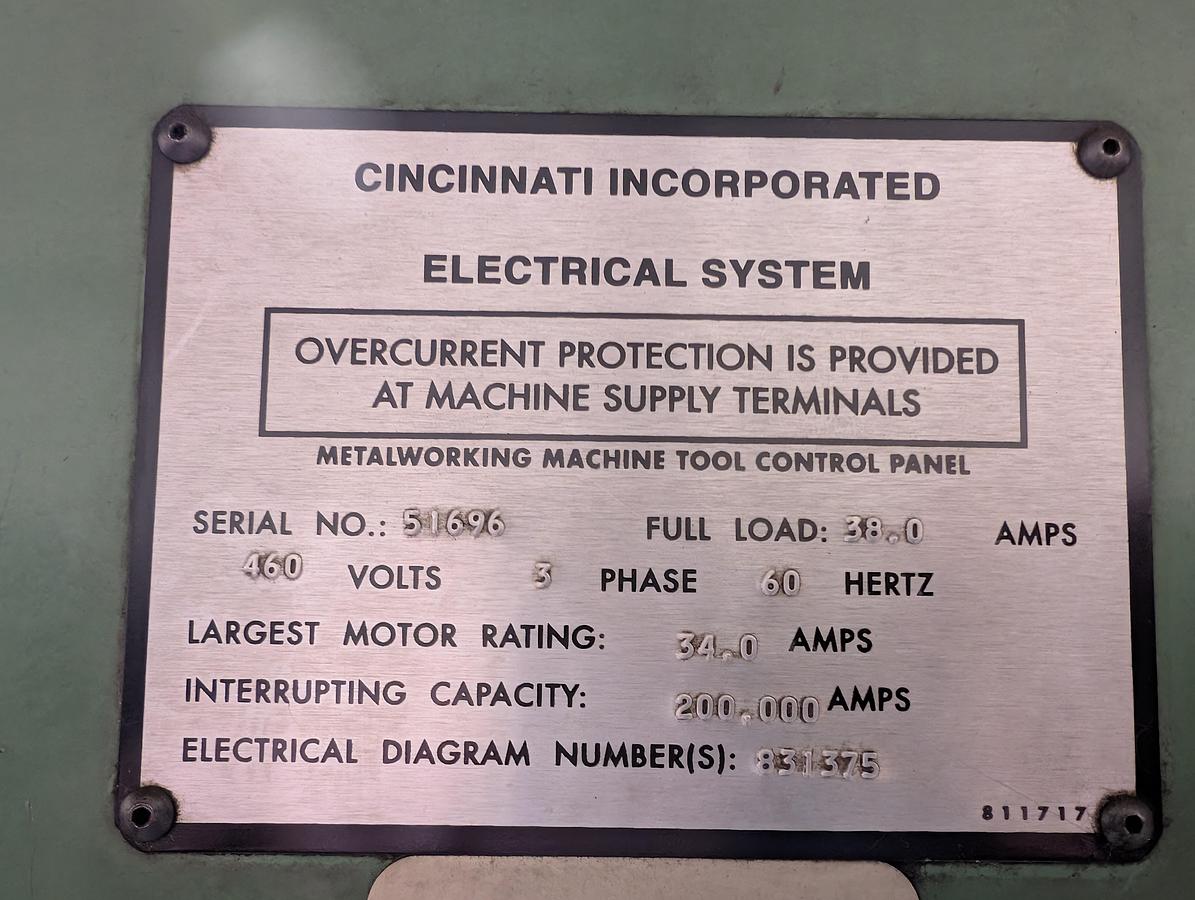 CINCINNATI INCORPORATED
ELECTRICAL SYSTEM
OVERCURRENT PROTECTION IS PROVIDED
AT MACHINE SUPPLY TERMINALS
METALWORKING MACHINE TOOL CONTROL PANEL
SERIAL NO.: 51696 FULL LOAD: 38.0 AMPS
460 VOLTS 3 PHASE 60 HERTZ
LARGEST MOTOR RATING: 34.0 AMPS
INTERRUPTING CAPACITY: 200,000 AMPS
ELECTRICAL DIAGRAM NUMBER(S): 831375
811717